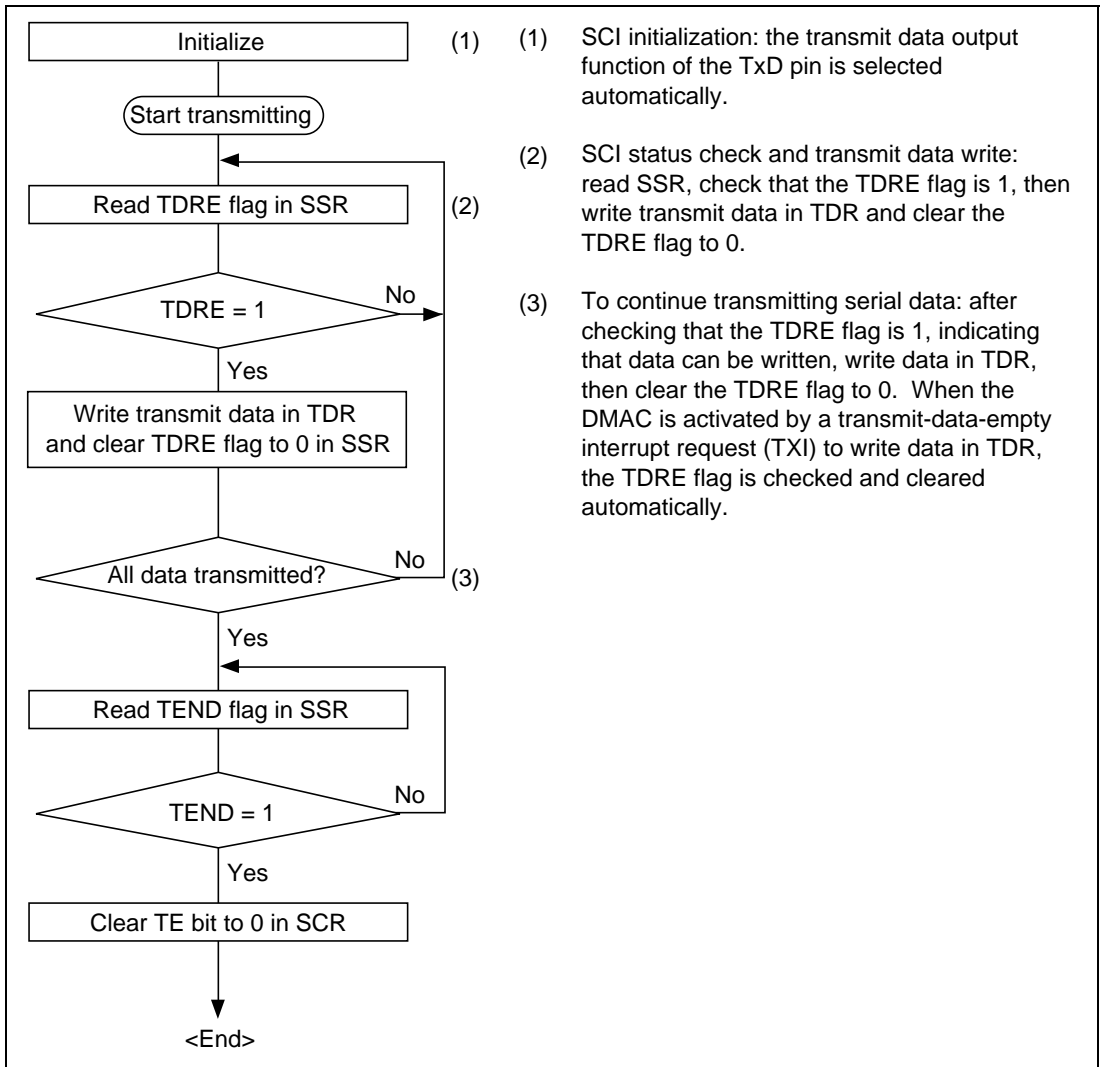 Initialize (1)
Start transmitting
Read TDRE flag in SSR (2)
TDRE = 1 No
Yes
Write transmit data in TDR
and clear TDRE flag to 0 in SSR
All data transmitted? No (3)
Yes
Read TEND flag in SSR
TEND = 1 No
Yes
Clear TE bit to 0 in SCR
<End>
(1) SCI initialization: the transmit data output
function of the TxD pin is selected
automatically.
(2) SCI status check and transmit data write:
read SSR, check that the TDRE flag is 1, then
write transmit data in TDR and clear the
TDRE flag to 0.
(3) To continue transmitting serial data: after
checking that the TDRE flag is 1, indicating
that data can be written, write data in TDR,
then clear the TDRE flag to 0. When the
DMAC is activated by a transmit-data-empty
interrupt request (TXI) to write data in TDR,
the TDRE flag is checked and cleared
automatically.